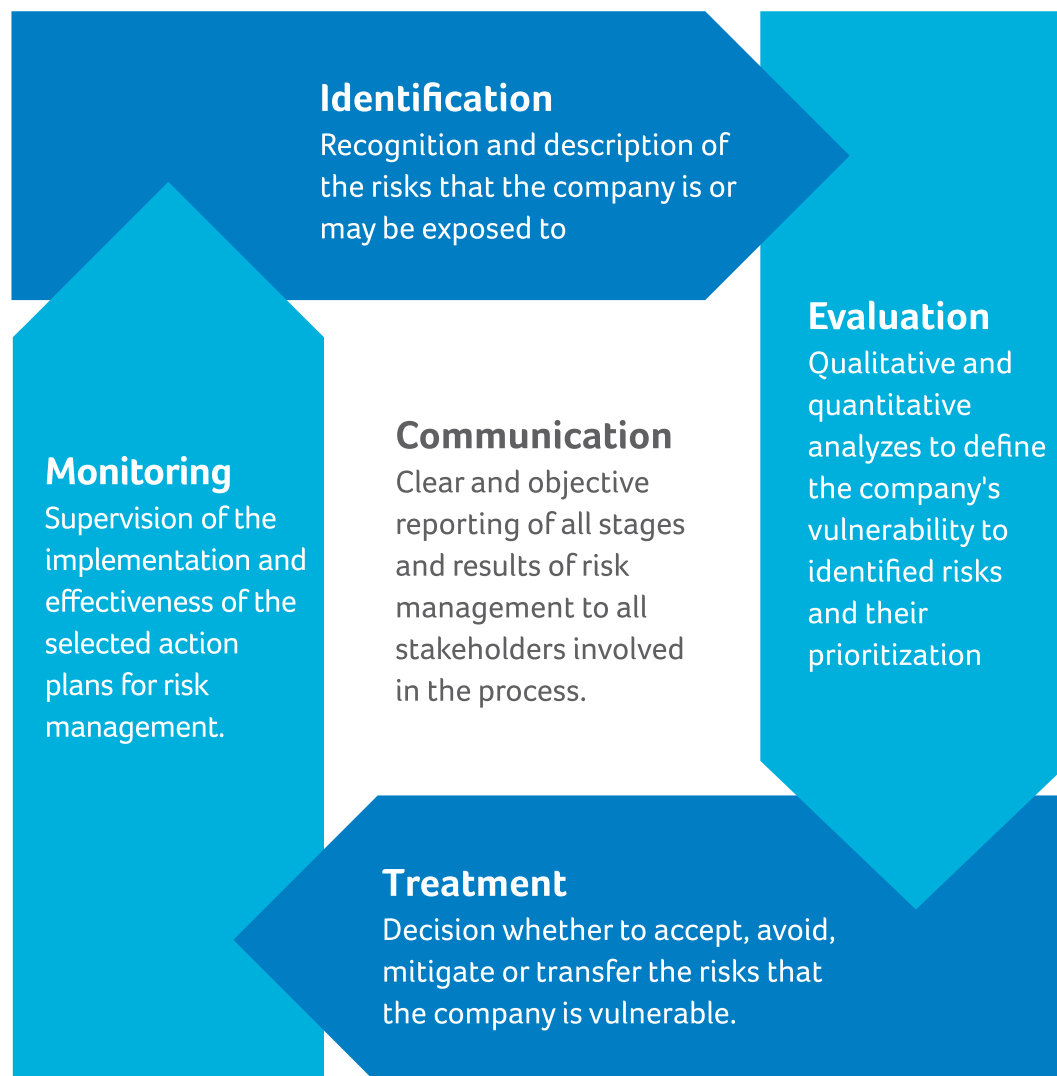 Identification
Recognition and description of
the risks that the company is or
may be exposed to
Evaluation
Qualitative and
quantitative
analyzes to define
the company's
vulnerability to
identified risks
and their
prioritization
Communication
Clear and objective
reporting of all stages
and results of risk
management to all
stakeholders involved
in the process.
Monitoring
Supervision of the
implementation and
effectiveness of the
selected action
plans for risk
management.
Treatment
Decision whether to accept, avoid,
mitigate or transfer the risks that
the company is vulnerable.